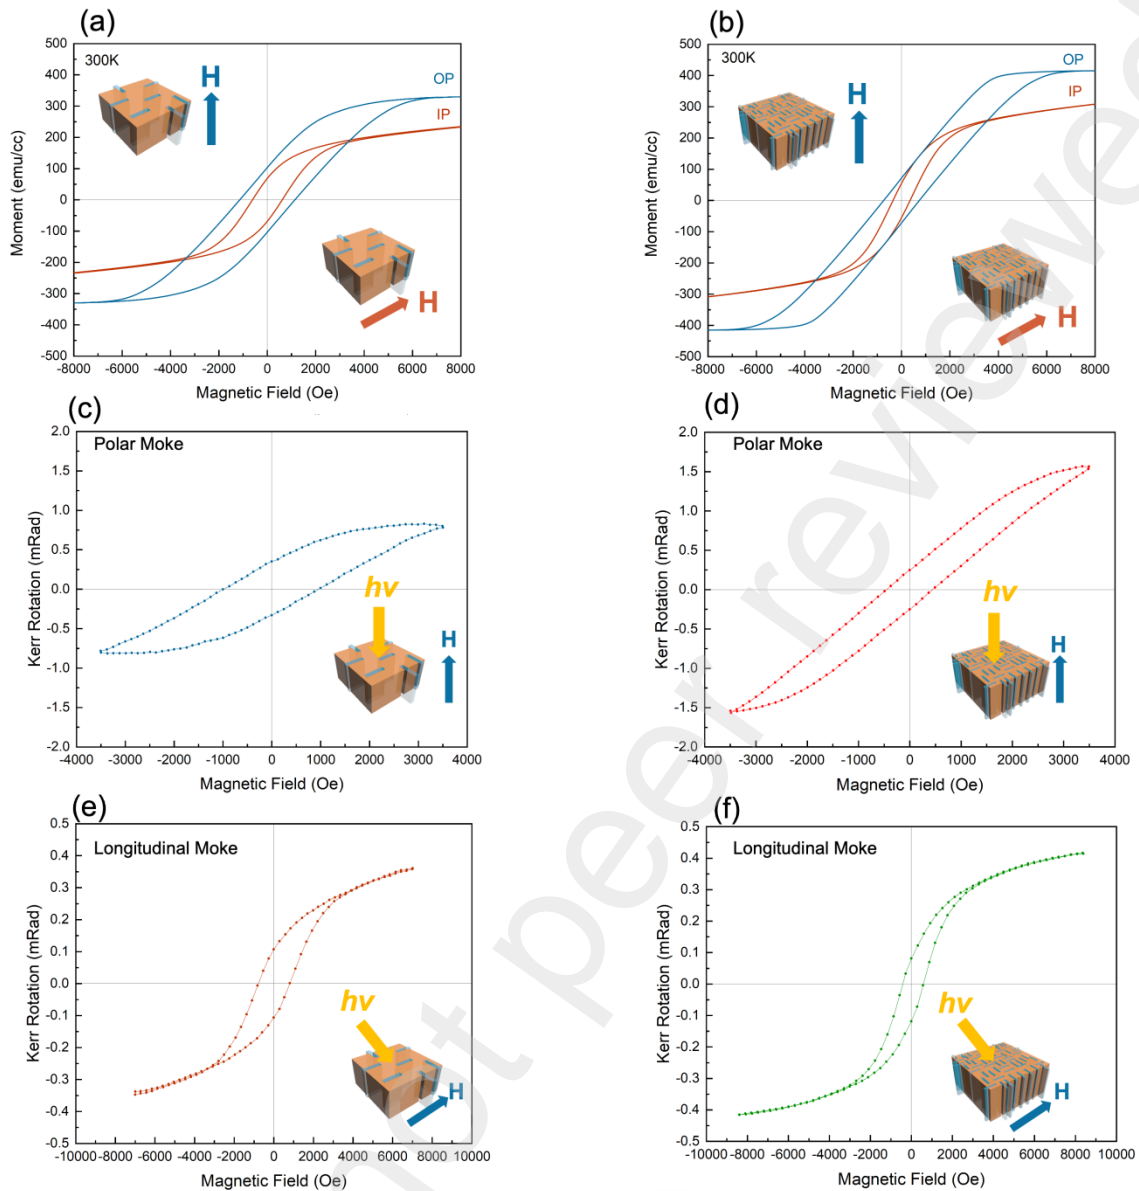 (a)
300K
H
OP
IP
H
500
400
300
200
100
0
-100
-200
-300
-400
-500
Moment (emu/cc)
-8000 -6000 -4000 -2000 0 2000 4000 6000 8000
Magnetic Field (Oe)
(b)
300K
H
OP
IP
H
500
400
300
200
100
0
-100
-200
-300
-400
-500
Moment (emu/cc)
-8000 -6000 -4000 -2000 0 2000 4000 6000 8000
Magnetic Field (Oe)
(c)
Polar Moke
hv
H
2.0
1.5
1.0
0.5
0.0
-0.5
-1.0
-1.5
-2.0
Kerr Rotation (mRad)
-4000 -3000 -2000 -1000 0 1000 2000 3000 4000
Magnetic Field (Oe)
(d)
Polar Moke
hv
H
2.0
1.5
1.0
0.5
0.0
-0.5
-1.0
-1.5
-2.0
Kerr Rotation (mRad)
-4000 -3000 -2000 -1000 0 1000 2000 3000 4000
Magnetic Field (Oe)
(e)
Longitudinal Moke
hv
H
0.5
0.4
0.3
0.2
0.1
0.0
-0.1
-0.2
-0.3
-0.4
-0.5
Kerr Rotation (mRad)
-10000 -8000 -6000 -4000 -2000 0 2000 4000 6000 8000 10000
Magnetic Field (Oe)
(f)
Longitudinal Moke
hv
H
0.5
0.4
0.3
0.2
0.1
0.0
-0.1
-0.2
-0.3
-0.4
-0.5
Kerr Rotation (mRad)
-10000 -8000 -6000 -4000 -2000 0 2000 4000 6000 8000 10000
Magnetic Field (Oe)
not peer reviewe